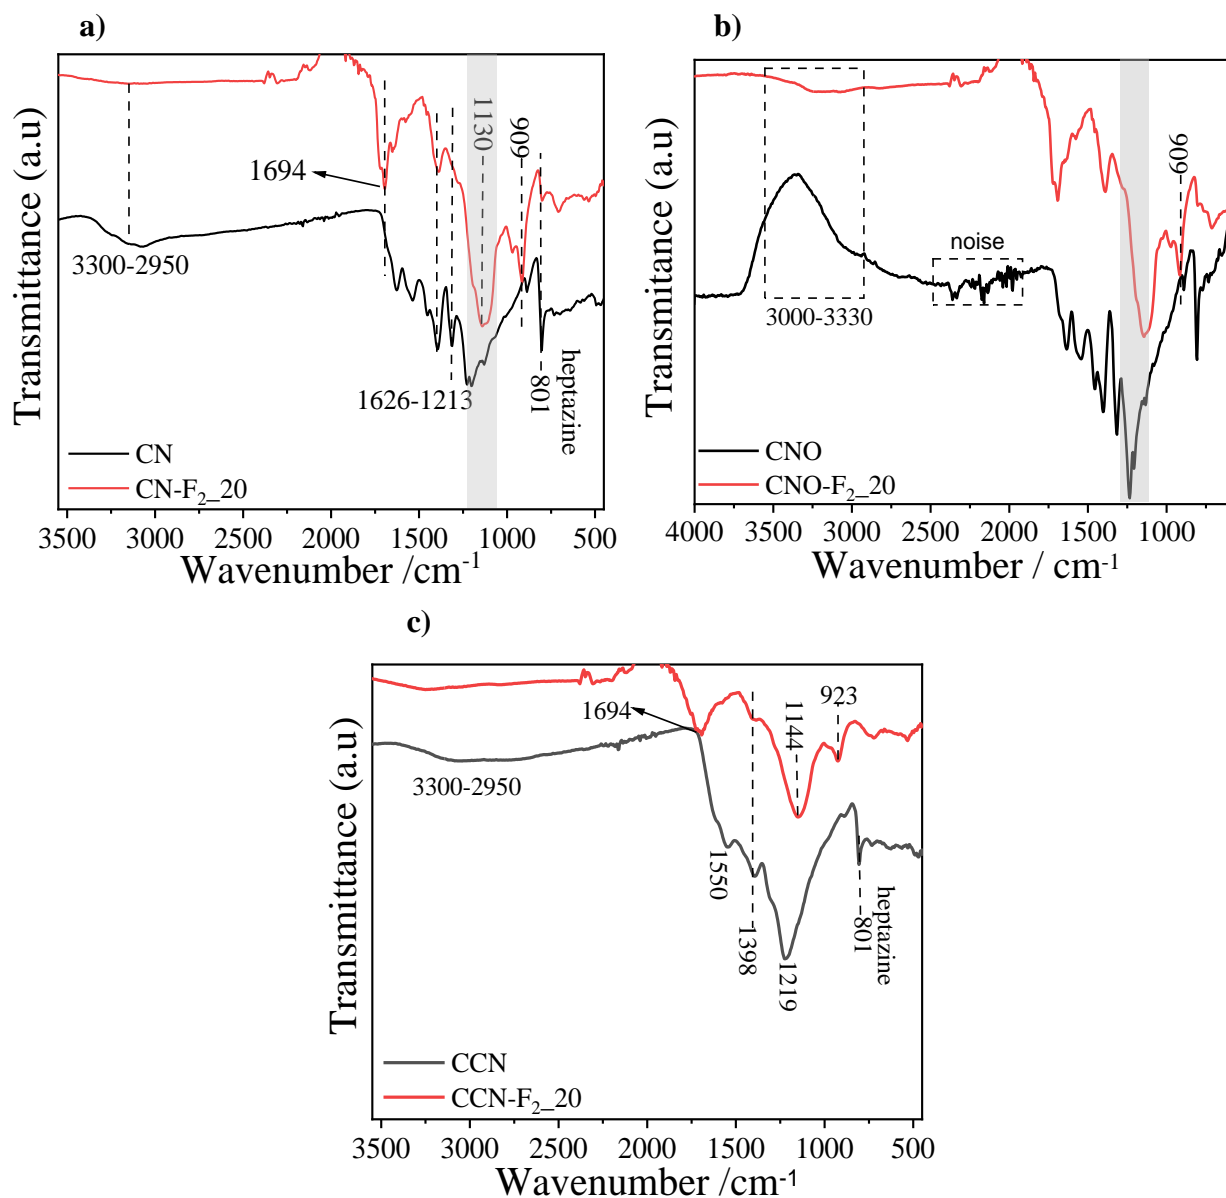 a)
Transmittance (a.u)
1694
1130
909
3300-2950
1626-1213
801
heptazine
CN
CN-F₂_20
3500 3000 2500 2000 1500 1000 500
Wavenumber /cm⁻¹
b)
Transmittance (a.u)
909
noise
3000-3330
CNO
CNO-F₂_20
4000 3500 3000 2500 2000 1500 1000
Wavenumber / cm⁻¹
c)
Transmittance (a.u)
1694
1144
923
3300-2950
1550
1398
1219
801
heptazine
CCN
CCN-F₂_20
3500 3000 2500 2000 1500 1000 500
Wavenumber /cm⁻¹